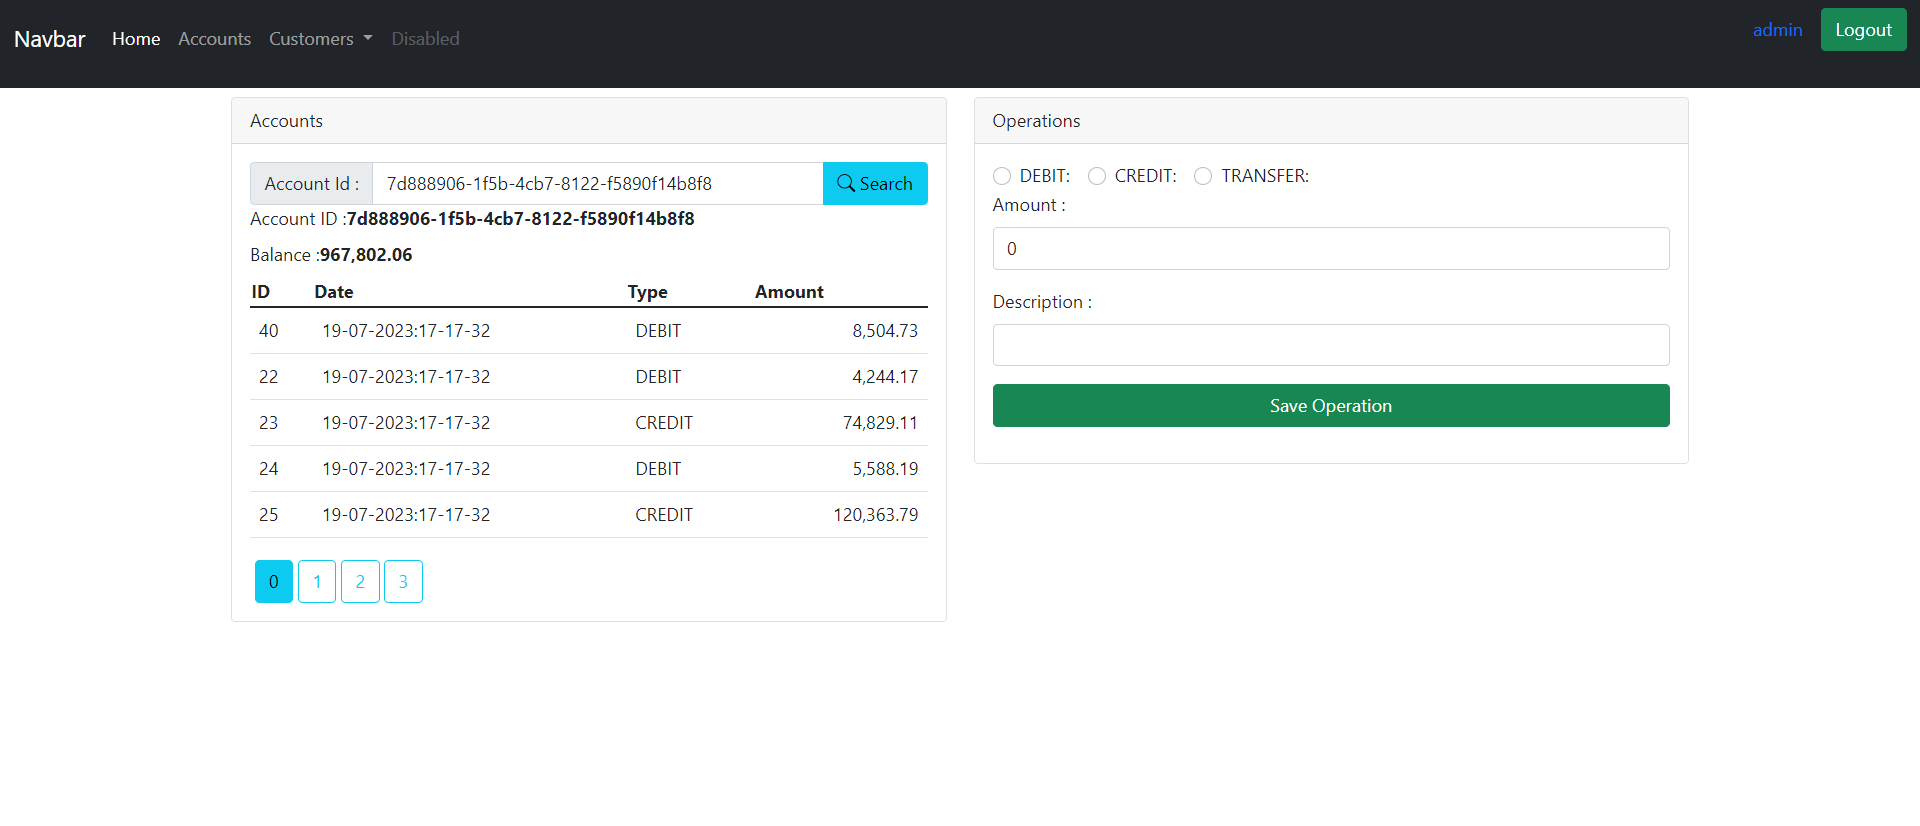 Navbar Home Accounts Customers Disabled admin Logout
Accounts
Account Id : 7d888906-1f5b-4cb7-8122-f5890f14b8f8 Search
Account ID :7d888906-1f5b-4cb7-8122-f5890f14b8f8
Balance :967,802.06
ID Date Type Amount
40 19-07-2023:17-17-32 DEBIT 8,504.73
22 19-07-2023:17-17-32 DEBIT 4,244.17
23 19-07-2023:17-17-32 CREDIT 74,829.11
24 19-07-2023:17-17-32 DEBIT 5,588.19
25 19-07-2023:17-17-32 CREDIT 120,363.79
0 1 2 3
Operations
DEBIT: CREDIT: TRANSFER:
Amount :
0
Description :
Save Operation